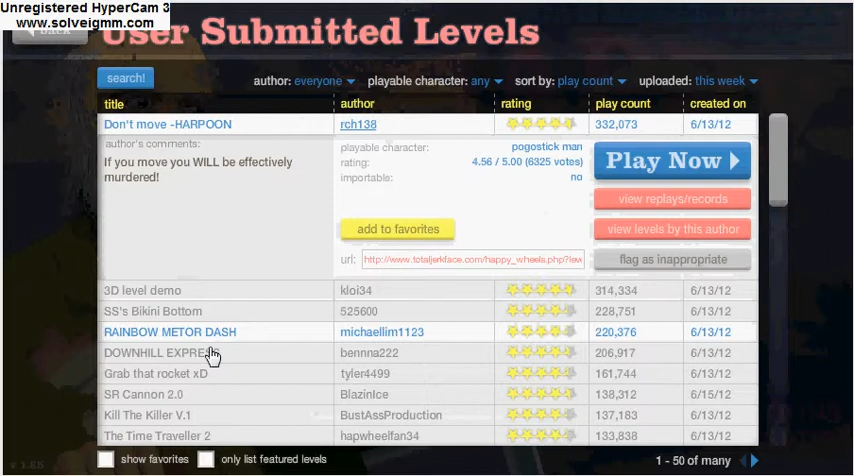 Unregistered HyperCam 3
www.solveigmm.com
back
User Submitted Levels
search!
author: everyone playable character: any sort by: play count uploaded: this week
title author rating play count created on
Don't move -HARPOON rch138 332,073 6/13/12
author's comments:
If you move you WILL be effectively
murdered!
playable character: pogostick man
rating: 4.56 / 5.00 (6325 votes)
importable: no
add to favorites
url: http://www.totaljerkface.com/happy_wheels.php?lev
Play Now
view replays/records
view levels by this author
flag as inappropriate
3D level demo kloi34 314,334 6/13/12
SS's Bikini Bottom 525600 228,751 6/13/12
RAINBOW METOR DASH michaellim1123 220,376 6/13/12
DOWNHILL EXPRESS bennna222 206,917 6/13/12
Grab that rocket xD tyler4499 161,744 6/13/12
SR Cannon 2.0 BlazinIce 138,312 6/15/12
Kill The Killer V.1 BustAssProduction 137,183 6/13/12
The Time Traveller 2 hapwheelfan34 133,838 6/13/12
show favorites only list featured levels 1 - 50 of many